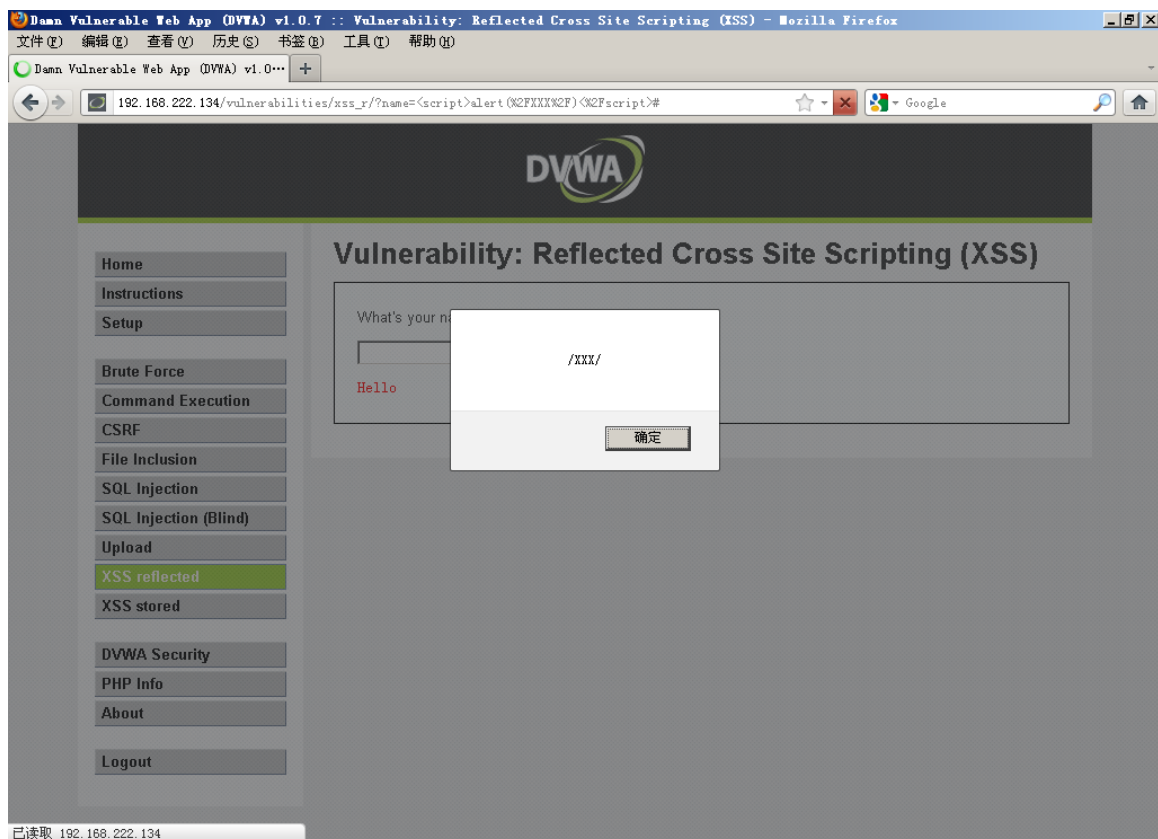 Damn Vulnerable Web App (DVWA) v1.0.7 :: Vulnerability: Reflected Cross Site Scripting (XSS) - Mozilla Firefox
文件(F) 编辑(E) 查看(V) 历史(S) 书签(B) 工具(T) 帮助(H)
Damn Vulnerable Web App (DVWA) v1.0... +
192.168.222.134/vulnerabilities/xss_r/?name=<script>alert(%2FXXX%2F)<%2Fscript># Google
DVWA
Vulnerability: Reflected Cross Site Scripting (XSS)
Home
Instructions
Setup
Brute Force
Command Execution
CSRF
File Inclusion
SQL Injection
SQL Injection (Blind)
Upload
XSS reflected
XSS stored
DVWA Security
PHP Info
About
Logout
What's your
Hello
/XXX/
确定
已读取 192.168.222.134